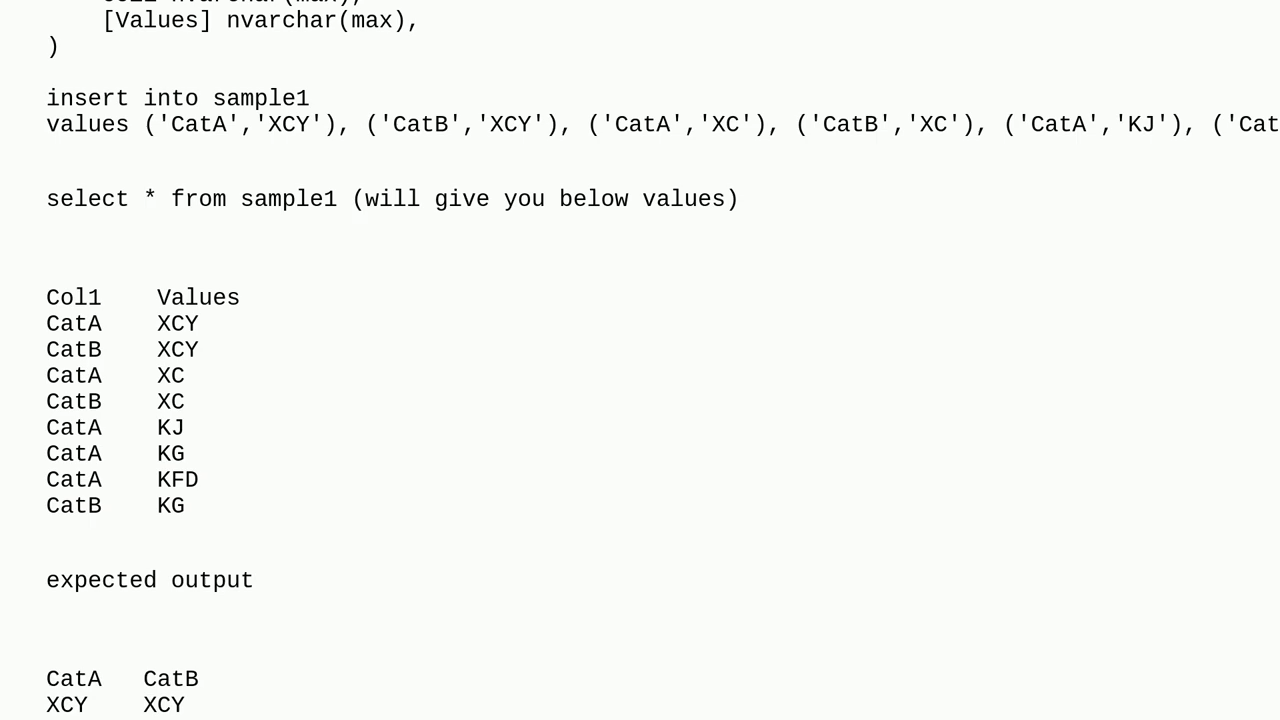 [Values] nvarchar(max),
)
insert into sample1
values ('CatA','XCY'), ('CatB','XCY'), ('CatA','XC'), ('CatB','XC'), ('CatA','KJ'), ('Cat
select * from sample1 (will give you below values)
Col1 Values
CatA XCY
CatB XCY
CatA XC
CatB XC
CatA KJ
CatA KG
CatA KFD
CatB KG
expected output
CatA CatB
XCY XCY